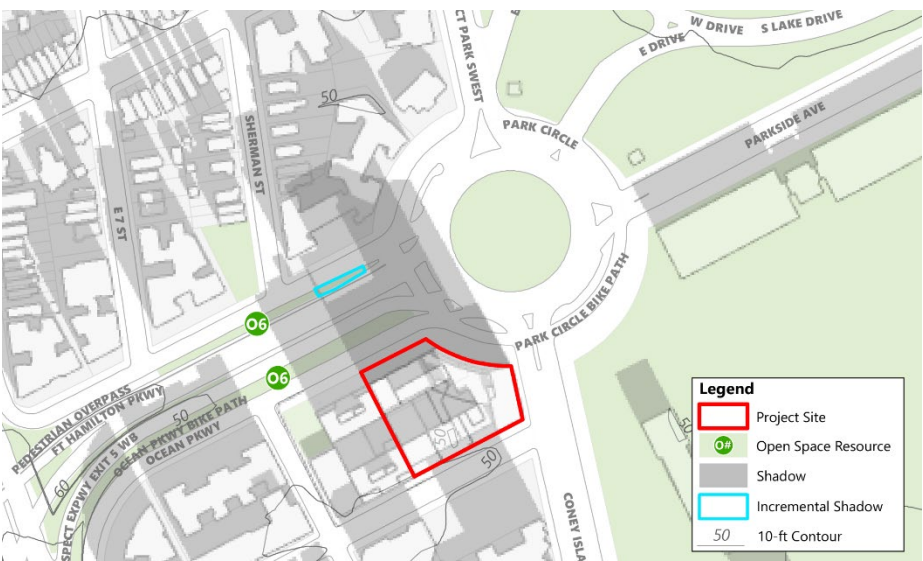 CT PARK SWEST
W DRIVE
S LAKE DRIVE
E DRIVE
50
PARK CIRCLE
PARKSIDE AVE
SHERMAN ST
E 7 ST
PARK CIRCLE BIKE PATH
O6
O6
PEDESTRIAN OVERPASS
FT HAMILTON PKWY
50
OCEAN PKWY BIKE PATH
OCEAN PKWY
SPECT EXPWY EXIT 5 WB
60
50
50
CONEY ISLA
50
Legend
Project Site
O# Open Space Resource
Shadow
Incremental Shadow
50 10-ft Contour